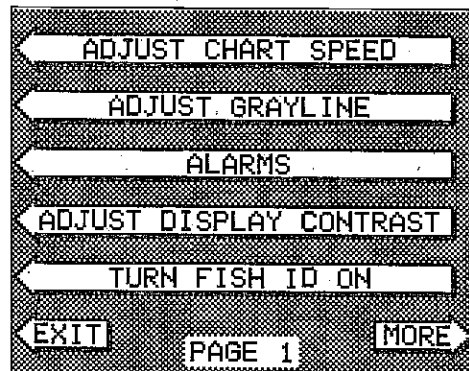 ADJUST CHART SPEED
ADJUST GRAYLINE
ALARMS
ADJUST DISPLAY CONTRAST
TURN FISH ID ON
EXIT
PAGE 1
MORE